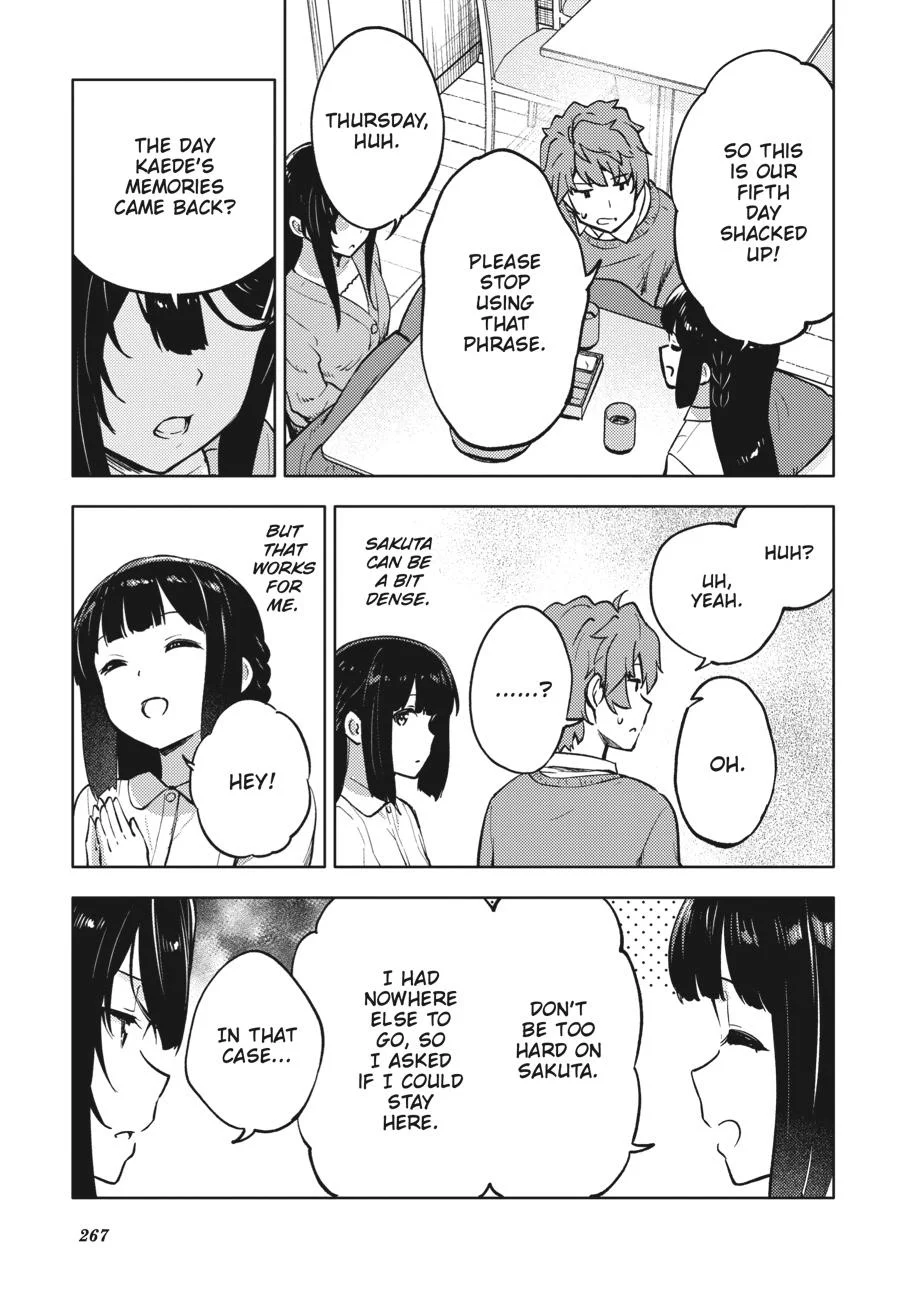 SO THIS
IS OUR
FIFTH
DAY
SHACKED
UP!
PLEASE
STOP
USING
THAT
PHRASE.
THURSDAY,
HUH.
THE DAY
KAEDE'S
MEMORIES
CAME BACK?
HUH?
UH,
YEAH.
OH.
......?
SAKUTA
CAN BE
A BIT
DENSE.
BUT
THAT
WORKS
FOR ME.
HEY!
DON'T
BE TOO
HARD ON
SAKUTA.
I HAD
NOWHERE
ELSE TO
GO, SO
I ASKED
IF I COULD
STAY
HERE.
IN THAT
CASE...
267